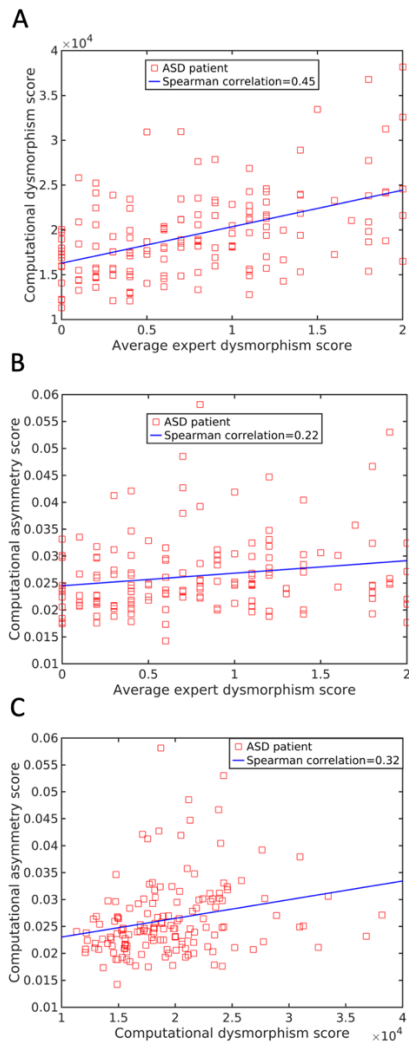 A
×10⁴
4
ASD patient
Spearman correlation=0.45
3.5
3
2.5
2
1.5
1
Computational dysmorphism score
0 0.5 1 1.5 2
Average expert dysmorphism score
B
0.06
ASD patient
Spearman correlation=0.22
0.055
0.05
0.045
0.04
0.035
0.03
0.025
0.02
0.015
0.01
Computational asymmetry score
0 0.5 1 1.5 2
Average expert dysmorphism score
C
0.06
ASD patient
Spearman correlation=0.32
0.055
0.05
0.045
0.04
0.035
0.03
0.025
0.02
0.015
0.01
Computational asymmetry score
1 1.5 2 2.5 3 3.5 4
Computational dysmorphism score
×10⁴